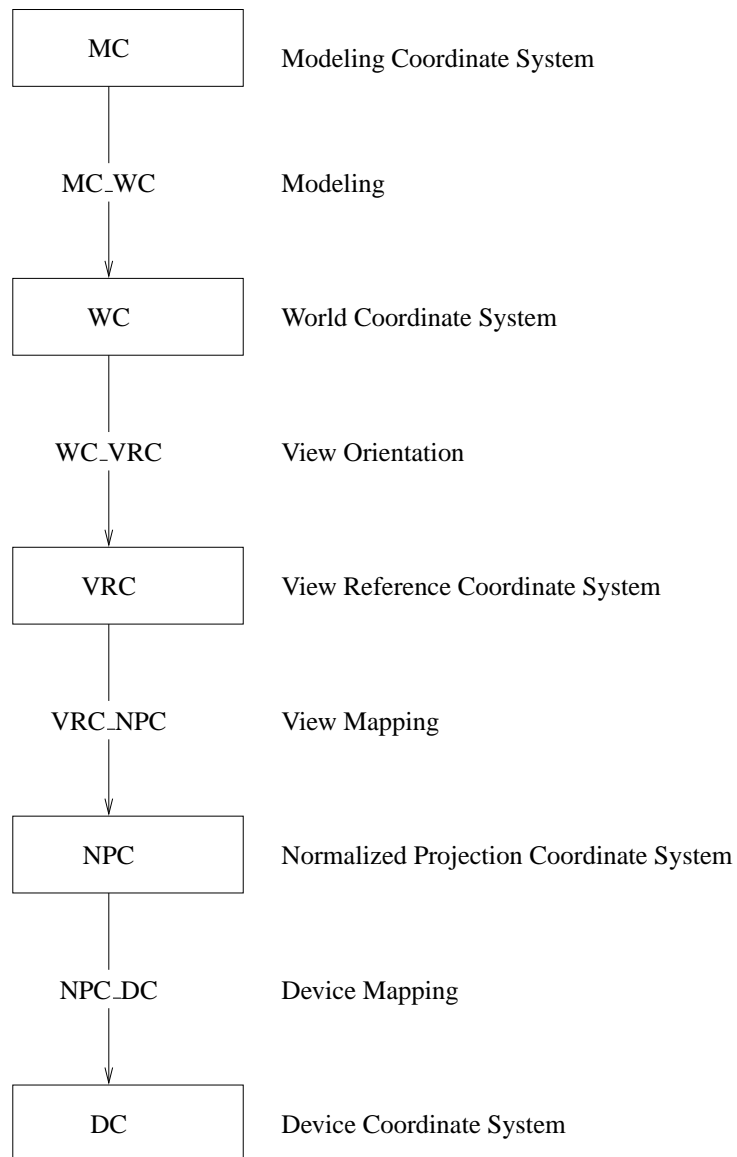 MC
Modeling Coordinate System
MC_WC
Modeling
WC
World Coordinate System
WC_VRC
View Orientation
VRC
View Reference Coordinate System
VRC_NPC
View Mapping
NPC
Normalized Projection Coordinate System
NPC_DC
Device Mapping
DC
Device Coordinate System